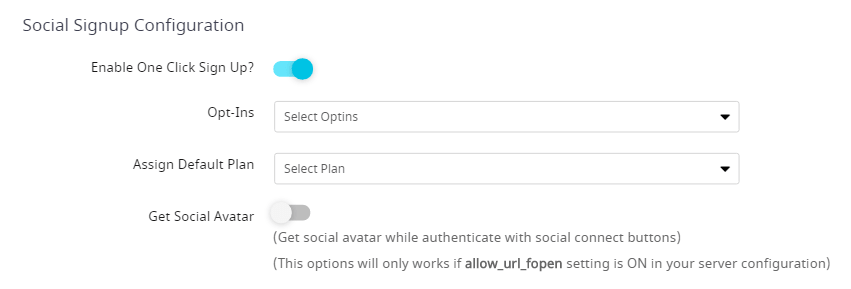 Social Signup Configuration
Enable One Click Sign Up?
Opt-Ins
Select Optins
Assign Default Plan
Select Plan
Get Social Avatar
(Get social avatar while authenticate with social connect buttons)
(This options will only works if allow_url_fopen setting is ON in your server configuration)